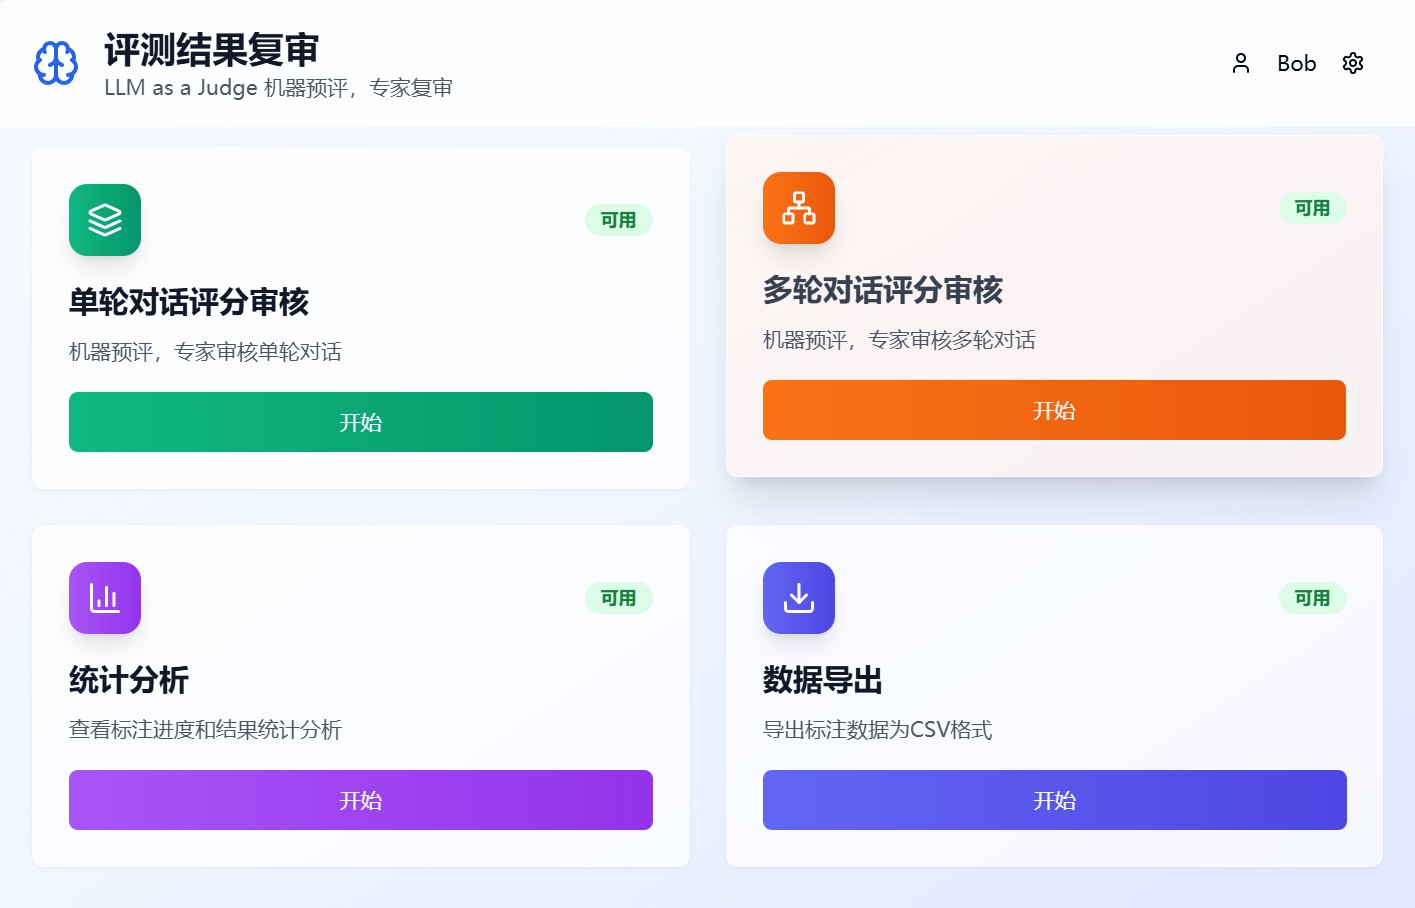 评测结果复审
LLM as a Judge 机器预评，专家复审
Bob
可用
单轮对话评分审核
机器预评，专家审核单轮对话
开始
可用
多轮对话评分审核
机器预评，专家审核多轮对话
开始
可用
统计分析
查看标注进度和结果统计分析
开始
可用
数据导出
导出标注数据为CSV格式
开始